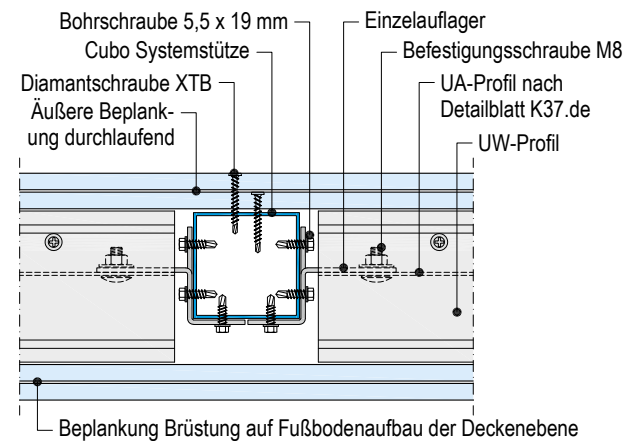 Bohrschraube 5,5 x 19 mm
Cubo Systemstütze
Diamantschraube XTB
Äußere Beplank-
ung durchlaufend
Einzelauflager
Befestigungsschraube M8
UA-Profil nach
Detailblatt K37.de
UW-Profil
Beplankung Brüstung auf Fußbodenaufbau der Deckenebene